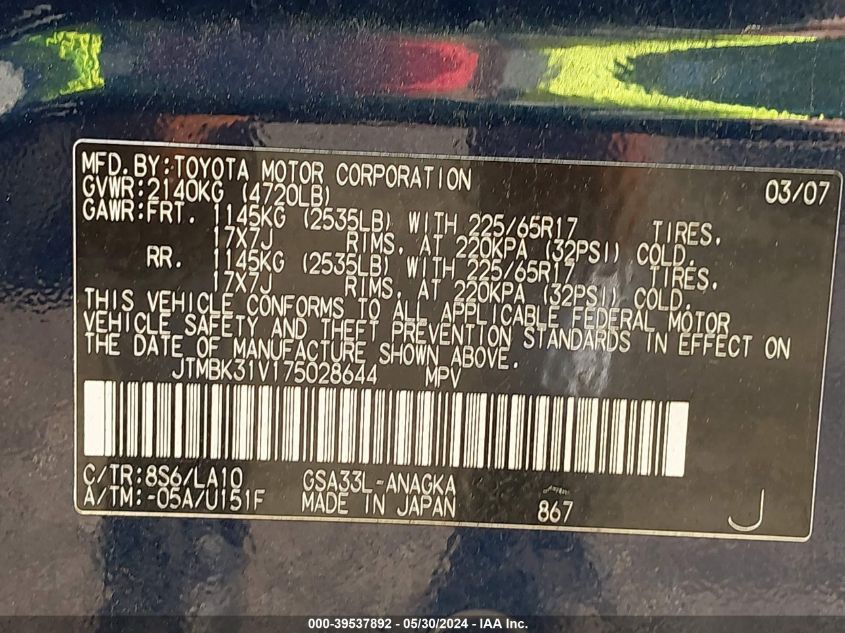 MFD.BY:TOYOTA MOTOR CORPORATION 03/07
GVWR:2140KG (4720LB)
GAWR:FRT. 1145KG (2535LB) WITH 225/65R17 TIRES,
17X7J RIMS, AT 220KPA (32PSI) COLD.
RR. 1145KG (2535LB) WITH 225/65R17 TIRES,
17X7J RIMS, AT 220KPA (32PSI) COLD.
THIS VEHICLE CONFORMS TO ALL APPLICABLE FEDERAL MOTOR
VEHICLE SAFETY AND THEFT PREVENTION STANDARDS IN EFFECT ON
THE DATE OF MANUFACTURE SHOWN ABOVE.
JTMBK31V175028644 MPV
C/TR:8S6/LA10 GSA33L-ANAGKA
A/TM:-05A/U151F MADE IN JAPAN 867 J
000-39537892 - 05/30/2024 - IAA Inc.